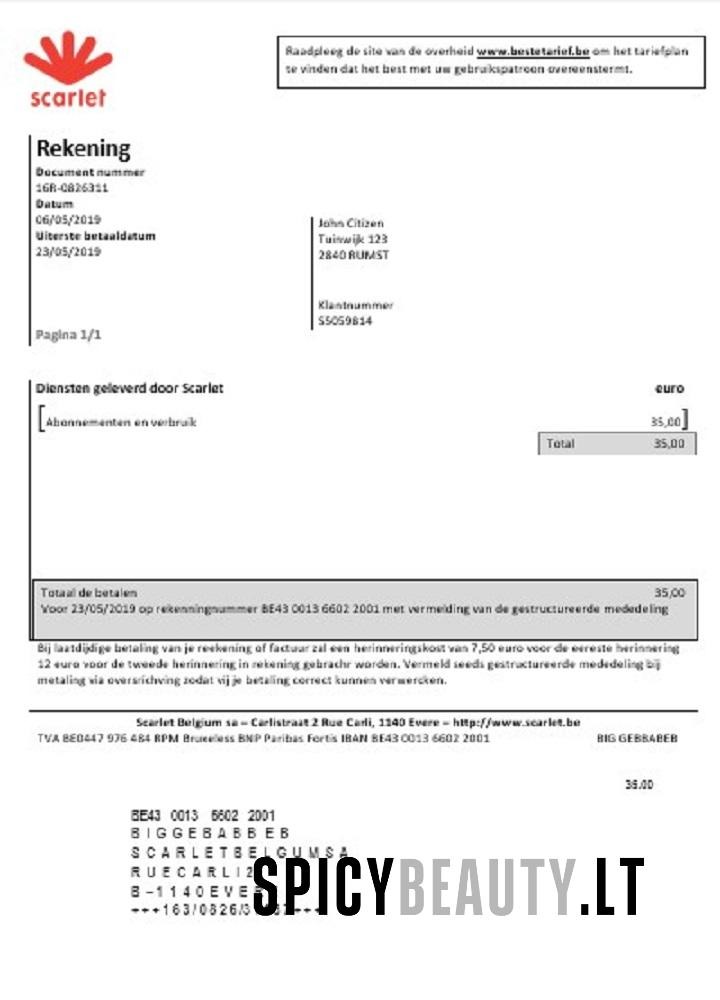 scarlet
Raadpleeg de site van de overheid www.bestetarief.be om het tariefplan
te vinden dat het best met uw gebruikspatroon overeenstermt.
Rekening
Document nummer
16R-0826311
Datum
06/05/2019
Uiterste betaaldatum
23/05/2019
John Citizen
Tuinwijk 123
2840 RUMST
Klantnummer
S5059814
Pagina 1/1
Diensten geleverd door Scarlet euro
[Abonnementen en verbruik 35,00]
Total 35,00
Totaal de betalen 35,00
Voor 23/05/2019 op rekenningnummer BE43 0013 6602 2001 met vermelding van de gestructureerde mededeling
Bij laatdijdige betaling van je reekening of factuur zal een herinneringskost van 7,50 euro voor de eereste herinnering
12 euro voor de tweede herinnering in rekening gebrachr worden. Vermeld seeds gestructureerde mededeling bij
metaling via oversrichving zodat vij je betaling correct kunnen verwercken.
Scarlet Belgium sa – Carlistraat 2 Rue Carli, 1140 Evere – http://www.scarlet.be
TVA BE0447 976 484 RPM Bruxeless BNP Paribas Fortis IBAN BE43 0013 6602 2001 BIG GEBBABEB
35.00
BE43 0013 6602 2001
BIGGEBABBEB
SCARLETBELGUMSA
RUECARLI2
B-1140EVE
+++163/0826/3
SPICYBEAUTY.LT